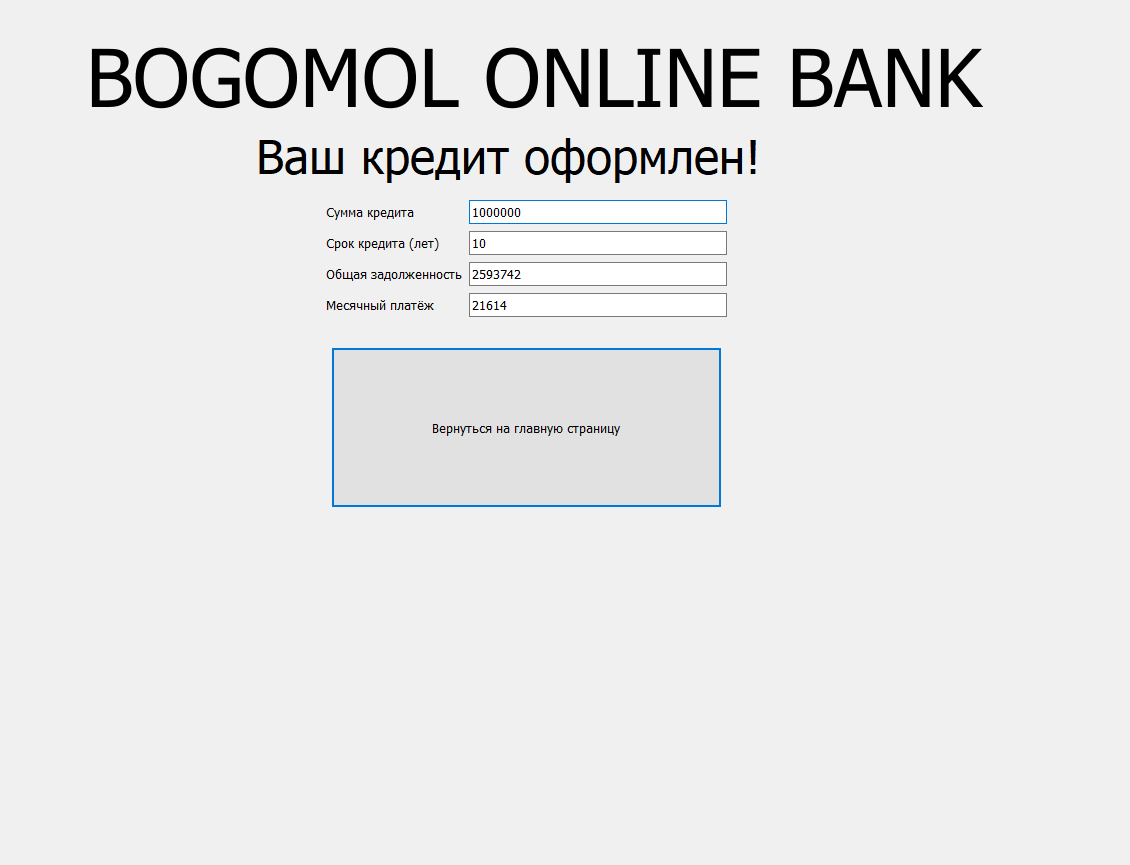 BOGOMOL ONLINE BANK
Ваш кредит оформлен!
Сумма кредита 1000000
Срок кредита (лет) 10
Общая задолженность 2593742
Месячный платёж 21614
Вернуться на главную страницу